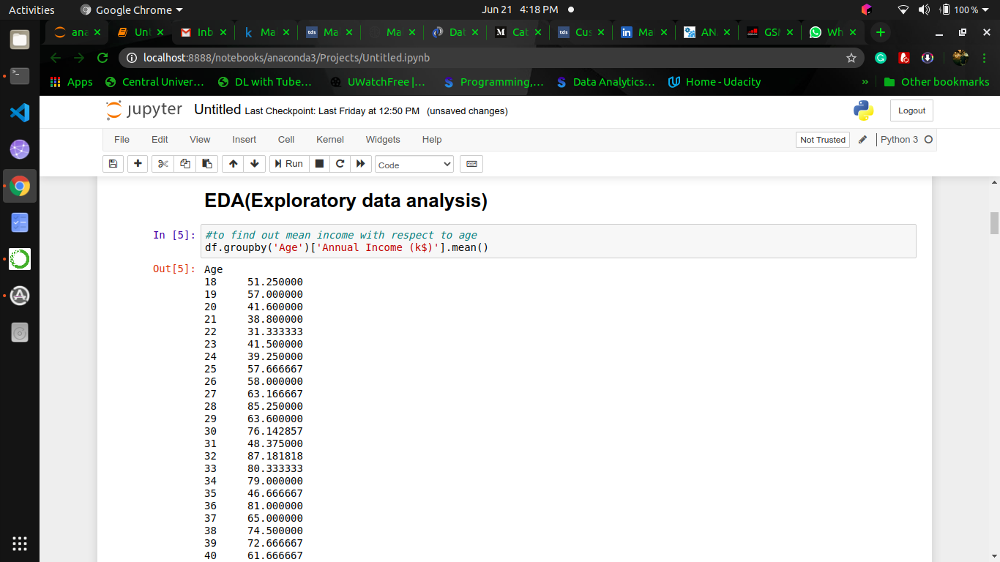 Activities Google Chrome Jun 21 4:18 PM 100 %
ana Unt Inb Ma Ma Mai Dat Cat Cus Ma AN. GSM Wh
localhost:8888/notebooks/anaconda3/Projects/Untitled.ipynb
Apps Central Univer... DL with Tube... UWatchFree |... Programming,... Data Analytics... Home - Udacity » Other bookmarks
jupyter Untitled Last Checkpoint: Last Friday at 12:50 PM (unsaved changes) Logout
File Edit View Insert Cell Kernel Widgets Help Not Trusted Python 3
Run Code
EDA(Exploratory data analysis)
In [5]: #to find out mean income with respect to age
df.groupby('Age')['Annual Income (k$)'].mean()
Out[5]: Age
18 51.250000
19 57.000000
20 41.600000
21 38.800000
22 31.333333
23 41.500000
24 39.250000
25 57.666667
26 58.000000
27 63.166667
28 85.250000
29 63.600000
30 76.142857
31 48.375000
32 87.181818
33 80.333333
34 79.000000
35 46.666667
36 81.000000
37 65.000000
38 74.500000
39 72.666667
40 61.666667